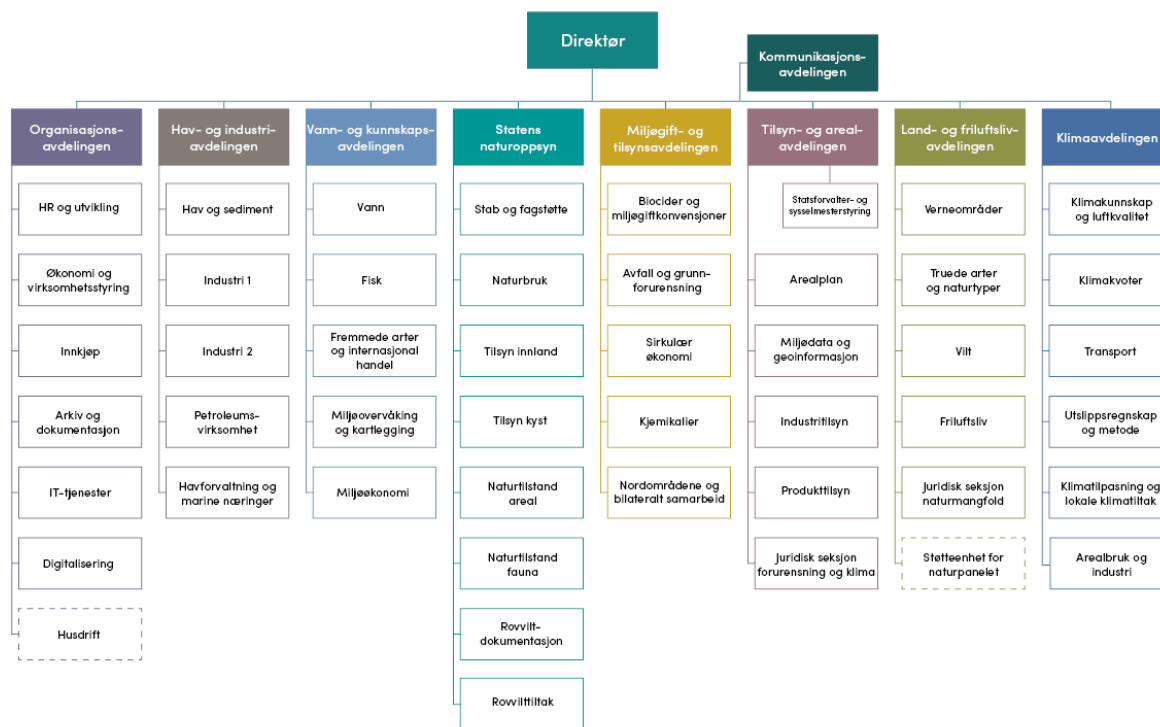 Direktør
Kommunikasjons-
avdelingen
Organisasjons-
avdelingen
HR og utvikling
Økonomi og
virksomhetsstyring
Innkjøp
Arkiv og
dokumentasjon
IT-tjenester
Digitalisering
Husdrift
Hav- og industri-
avdelingen
Hav og sediment
Industri 1
Industri 2
Petroleums-
virksomhet
Havforvaltning og
marine næringer
Vann- og kunnskaps-
avdelingen
Vann
Fisk
Fremmede arter
og internasjonal
handel
Miljøovervåking
og kartlegging
Miljøøkonomi
Statens
naturoppsyn
Stab og fagstøtte
Naturbruk
Tilsyn innland
Tilsyn kyst
Naturtilstand
areal
Naturtilstand
fauna
Rovvilt-
dokumentasjon
Rovvilttiltak
Miljøgift- og
tilsynsavdelingen
Biocider og
miljøgiftkonvensjoner
Avfall og grunn-
forurensning
Sirkulær
økonomi
Kjemikalier
Nordområdene og
bilateralt samarbeid
Tilsyn- og areal-
avdelingen
Statsforvalter- og
sysselmesterstyring
Arealplan
Miljødata og
geoinformasjon
Industritilsyn
Produkttilsyn
Juridisk seksjon
forurensning og klima
Land- og friluftsliv-
avdelingen
Verneområder
Truede arter
og naturtyper
Vilt
Friluftsliv
Juridisk seksjon
naturmangfold
Støtteenhet for
naturpanelet
Klimaavdelingen
Klimakunnskap
og luftkvalitet
Klimakvoter
Transport
Utslippsregnskap
og metode
Klimatilpasning og
lokale klimatiltak
Arealbruk og
industri